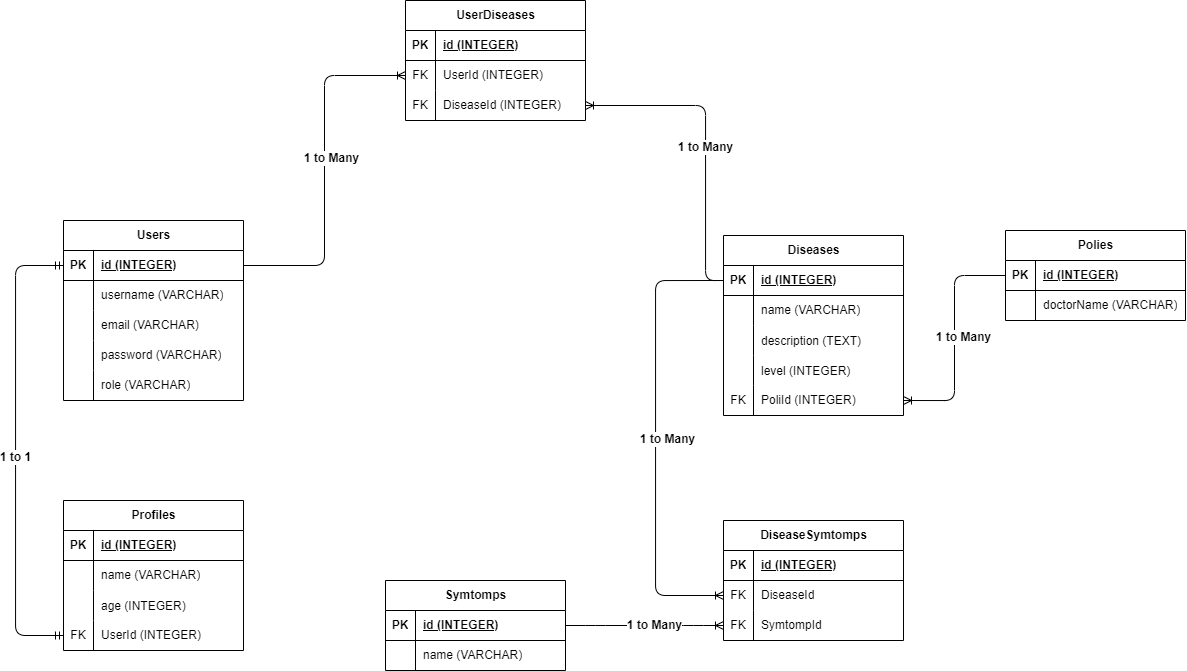 UserDiseases
PK id (INTEGER)
FK UserId (INTEGER)
FK DiseaseId (INTEGER)
1 to Many
1 to Many
Users
PK id (INTEGER)
username (VARCHAR)
email (VARCHAR)
password (VARCHAR)
role (VARCHAR)
Diseases
PK id (INTEGER)
name (VARCHAR)
description (TEXT)
level (INTEGER)
FK PoliId (INTEGER)
Polies
PK id (INTEGER)
doctorName (VARCHAR)
1 to Many
1 to Many
1 to 1
Profiles
PK id (INTEGER)
name (VARCHAR)
age (INTEGER)
FK UserId (INTEGER)
Symtomps
PK id (INTEGER)
name (VARCHAR)
1 to Many
DiseaseSymtomps
PK id (INTEGER)
FK DiseaseId
FK SymtompId